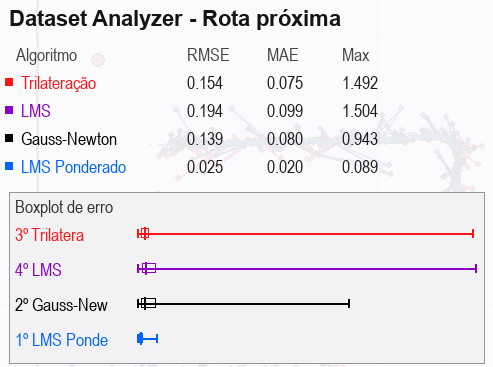 Dataset Analyzer - Rota próxima
Algoritmo RMSE MAE Max
Trilateração 0.154 0.075 1.492
LMS 0.194 0.099 1.504
Gauss-Newton 0.139 0.080 0.943
LMS Ponderado 0.025 0.020 0.089
Boxplot de erro
3º Trilatera
4º LMS
2º Gauss-New
1º LMS Ponde